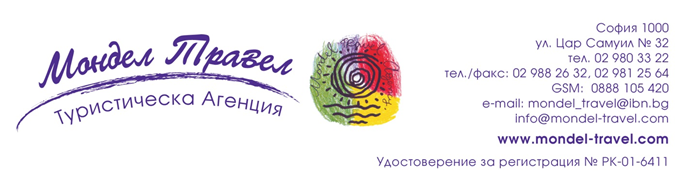 Мондел Травел
Туристическа Агенция
София 1000
ул. Цар Самуил № 32
тел. 02 980 33 22
тел./факс: 02 988 26 32, 02 981 25 64
GSM: 0888 105 420
e-mail: mondel_travel@ibn.bg
info@mondel-travel.com
www.mondel-travel.com
Удостоверение за регистрация № РК-01-6411